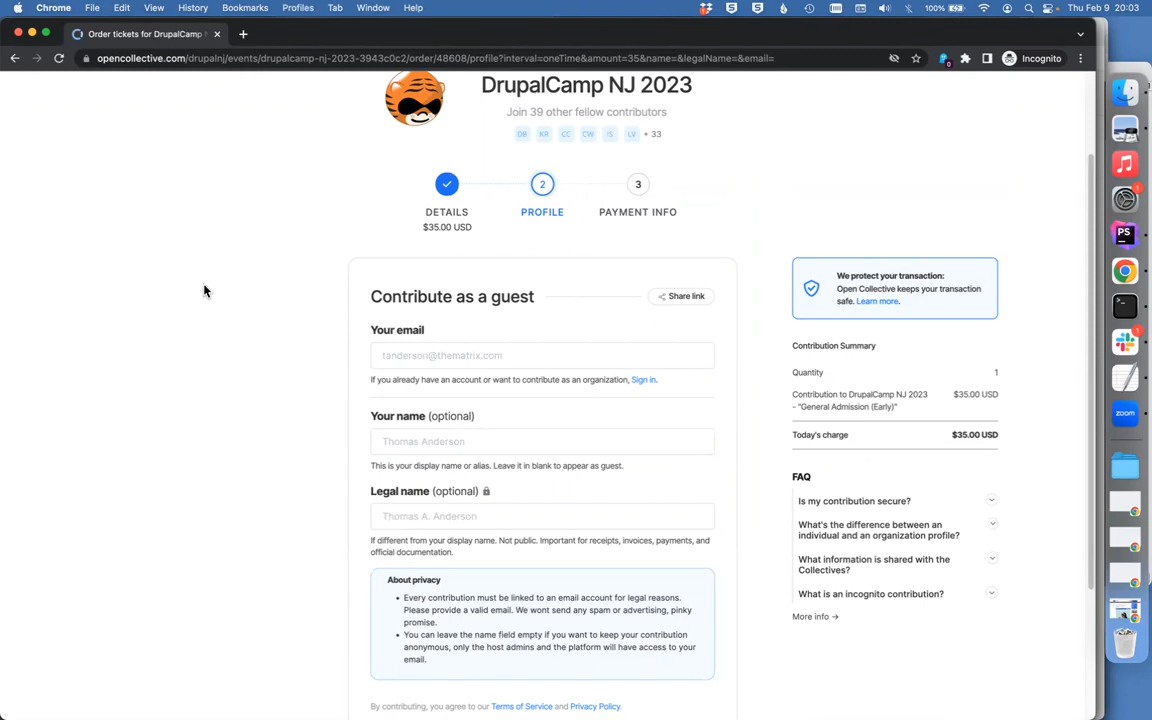 Chrome File Edit View History Bookmarks Profiles Tab Window Help 100% Thu Feb 9 20:03
Order tickets for DrupalCamp
opencollective.com/drupalnj/events/drupalcamp-nj-2023-3943c0c2/order/48608/profile?interval=oneTime&amount=35&name=&legalName=&email= Incognito
DrupalCamp NJ 2023
Join 39 other fellow contributors
DB KR CC CW IS LV + 33
2 3
DETAILS PROFILE PAYMENT INFO
$35.00 USD
Contribute as a guest
Share link
Your email
tanderson@thematrix.com
If you already have an account or want to contribute as an organization, Sign in.
Your name (optional)
Thomas Anderson
This is your display name or alias. Leave it in blank to appear as guest.
Legal name (optional)
Thomas A. Anderson
If different from your display name. Not public. Important for receipts, invoices, payments, and
official documentation.
About privacy
• Every contribution must be linked to an email account for legal reasons.
Please provide a valid email. We wont send any spam or advertising, pinky
promise.
• You can leave the name field empty if you want to keep your contribution
anonymous, only the host admins and the platform will have access to your
email.
By contributing, you agree to our Terms of Service and Privacy Policy.
We protect your transaction:
Open Collective keeps your transaction
safe. Learn more.
Contribution Summary
Quantity 1
Contribution to DrupalCamp NJ 2023 $35.00 USD
- "General Admission (Early)"
Today's charge $35.00 USD
FAQ
Is my contribution secure?
What's the difference between an
individual and an organization profile?
What information is shared with the
Collectives?
What is an incognito contribution?
More info →
1
PS
1
zoom